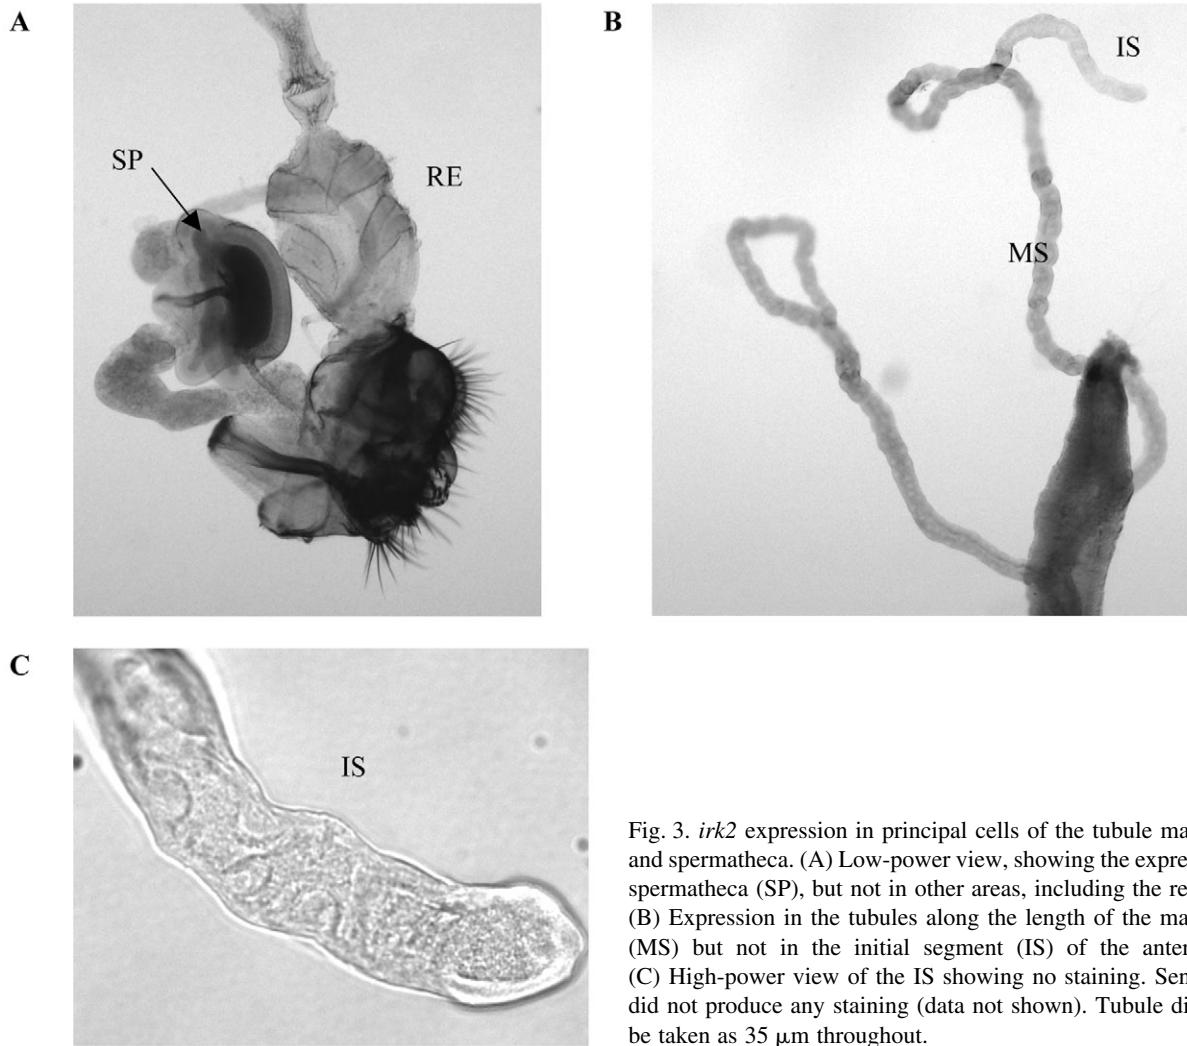 A
B
IS
SP
RE
MS
C
IS
Fig. 3. irk2 expression in principal cells of the tubule ma
and spermatheca. (A) Low-power view, showing the expre
spermatheca (SP), but not in other areas, including the re
(B) Expression in the tubules along the length of the ma
(MS) but not in the initial segment (IS) of the anter
(C) High-power view of the IS showing no staining. Sen
did not produce any staining (data not shown). Tubule di
be taken as 35 μm throughout.